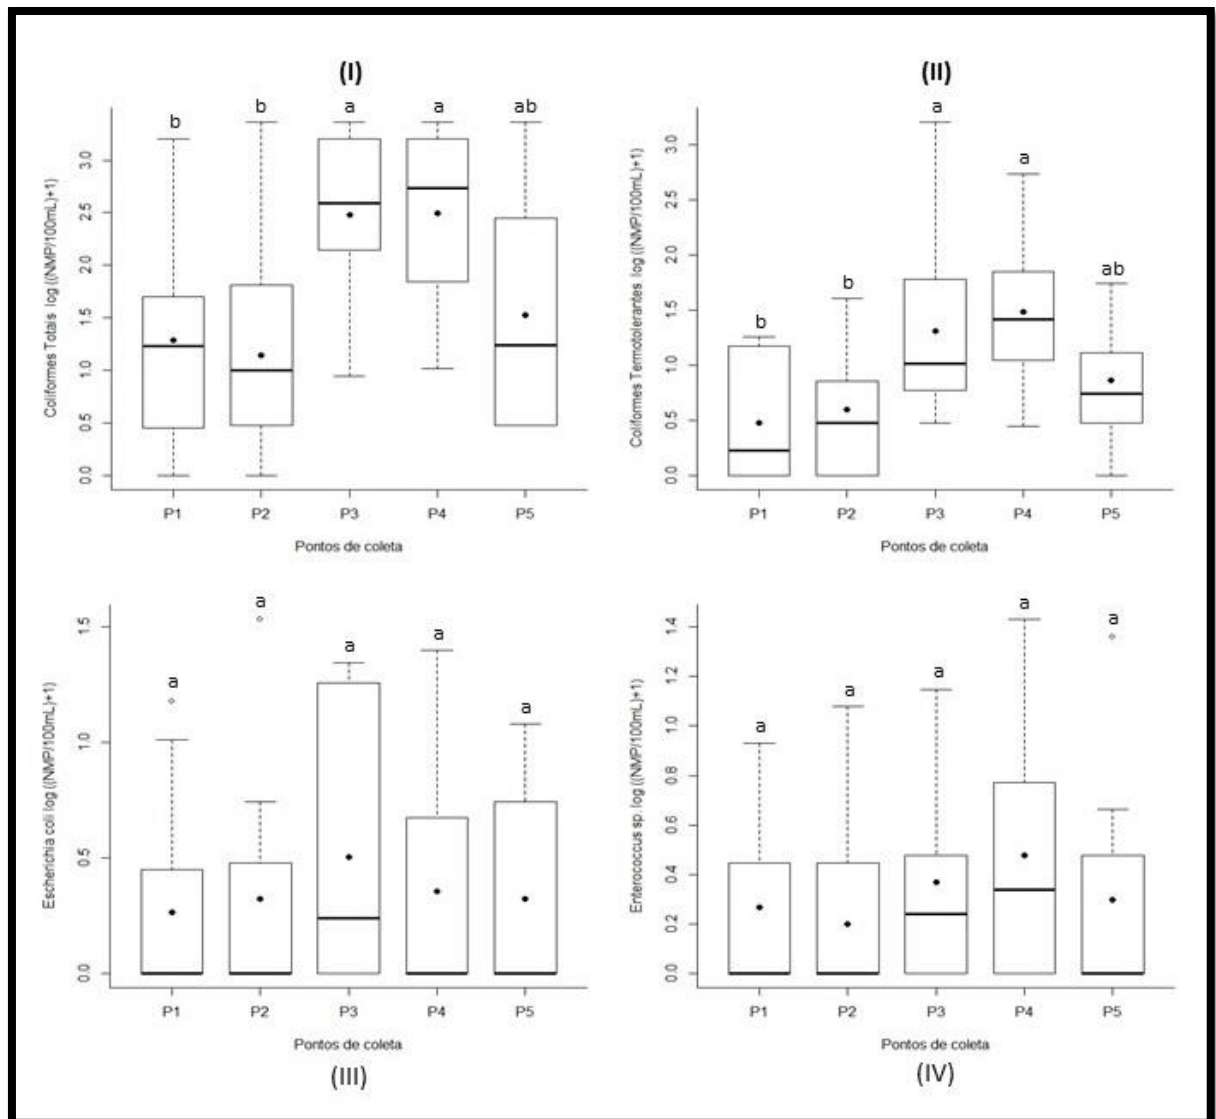 (I)
b b a a ab
3.0
2.5
2.0
1.5
1.0
0.5
0.0
Coliformes Totais log ((NMP/100mL)+1)
P1 P2 P3 P4 P5
Pontos de coleta
(II)
b b a a ab
3.0
2.5
2.0
1.5
1.0
0.5
0.0
Coliformes Termotolerantes log ((NMP/100mL)+1)
P1 P2 P3 P4 P5
Pontos de coleta
a a a a a
1.5
1.0
0.5
0.0
Escherichia coli log ((NMP/100mL)+1)
P1 P2 P3 P4 P5
Pontos de coleta
(III)
a a a a a
1.4
1.2
1.0
0.8
0.6
0.4
0.2
0.0
Enterococcus sp. log ((NMP/100mL)+1)
P1 P2 P3 P4 P5
Pontos de coleta
(IV)